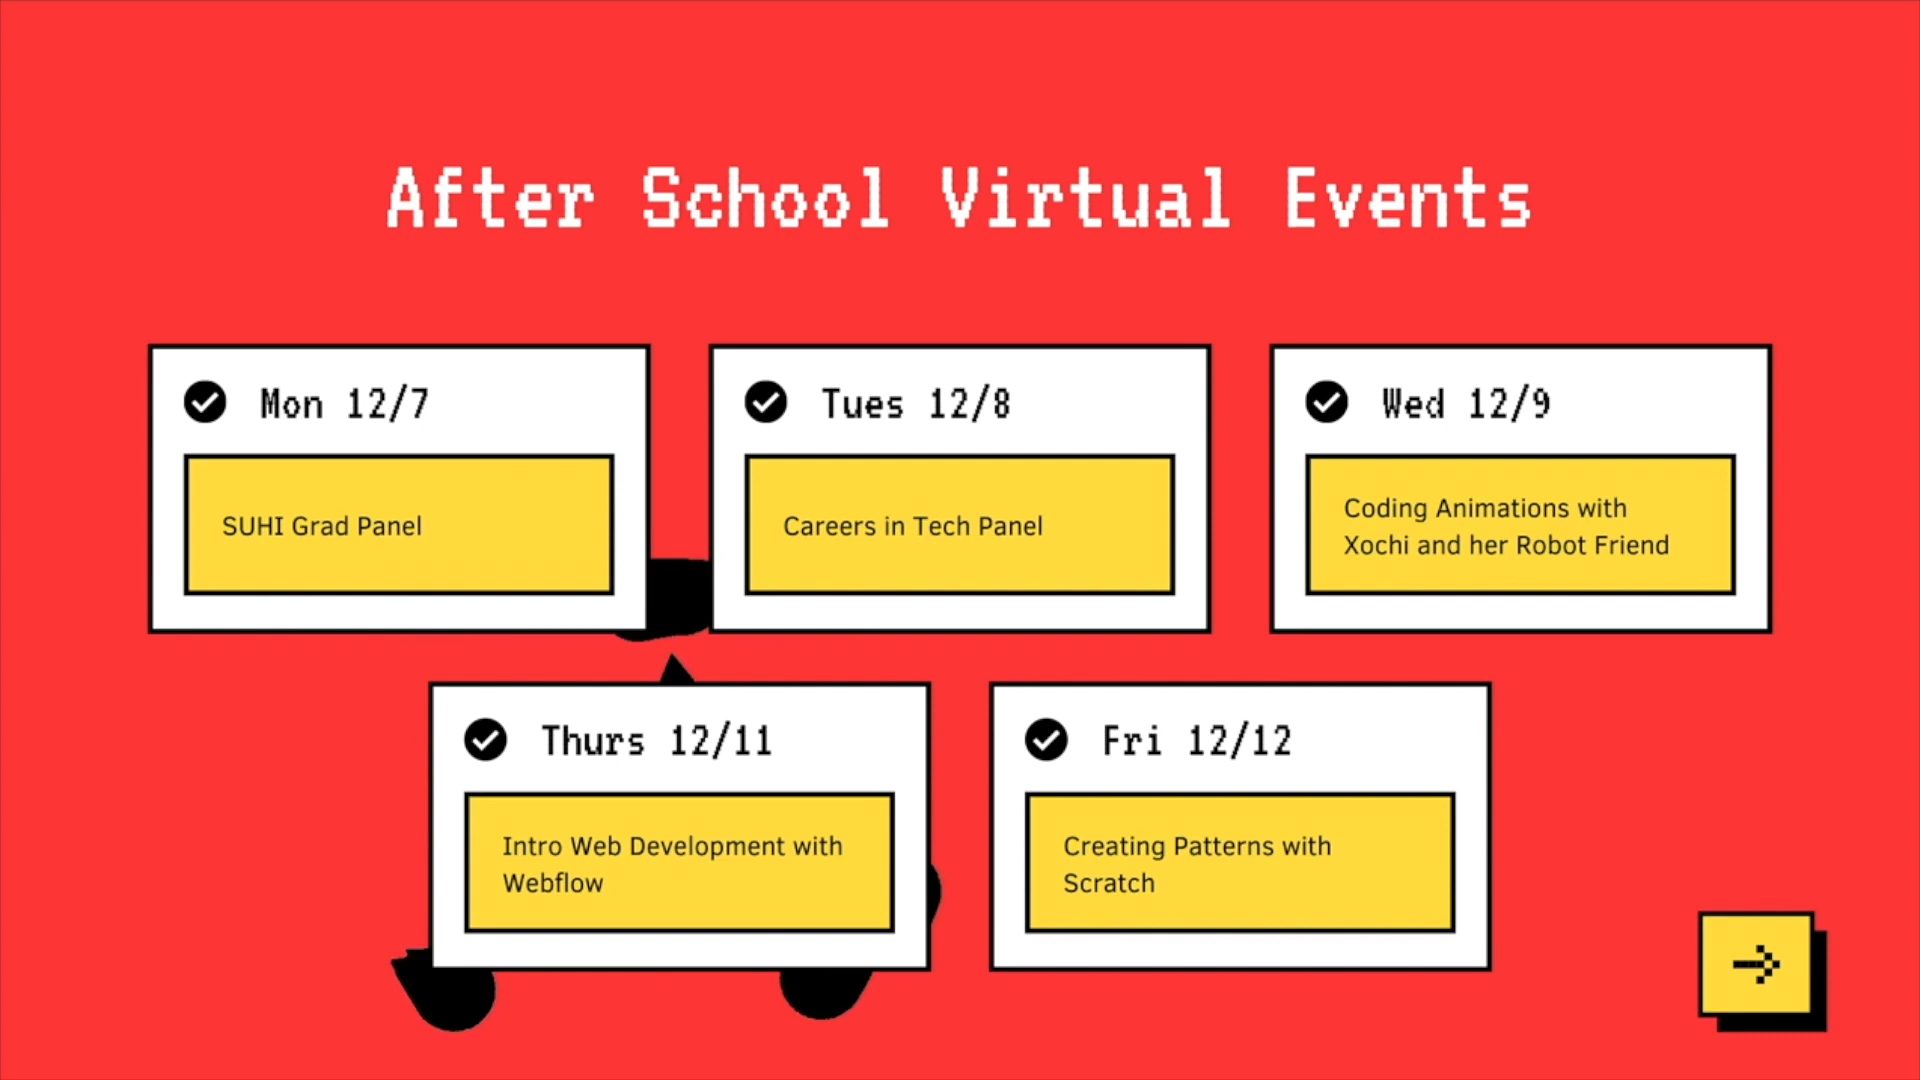 After School Virtual Events
Mon 12/7
SUHI Grad Panel
Tues 12/8
Careers in Tech Panel
Wed 12/9
Coding Animations with
Xochi and her Robot Friend
Thurs 12/11
Intro Web Development with
Webflow
Fri 12/12
Creating Patterns with
Scratch